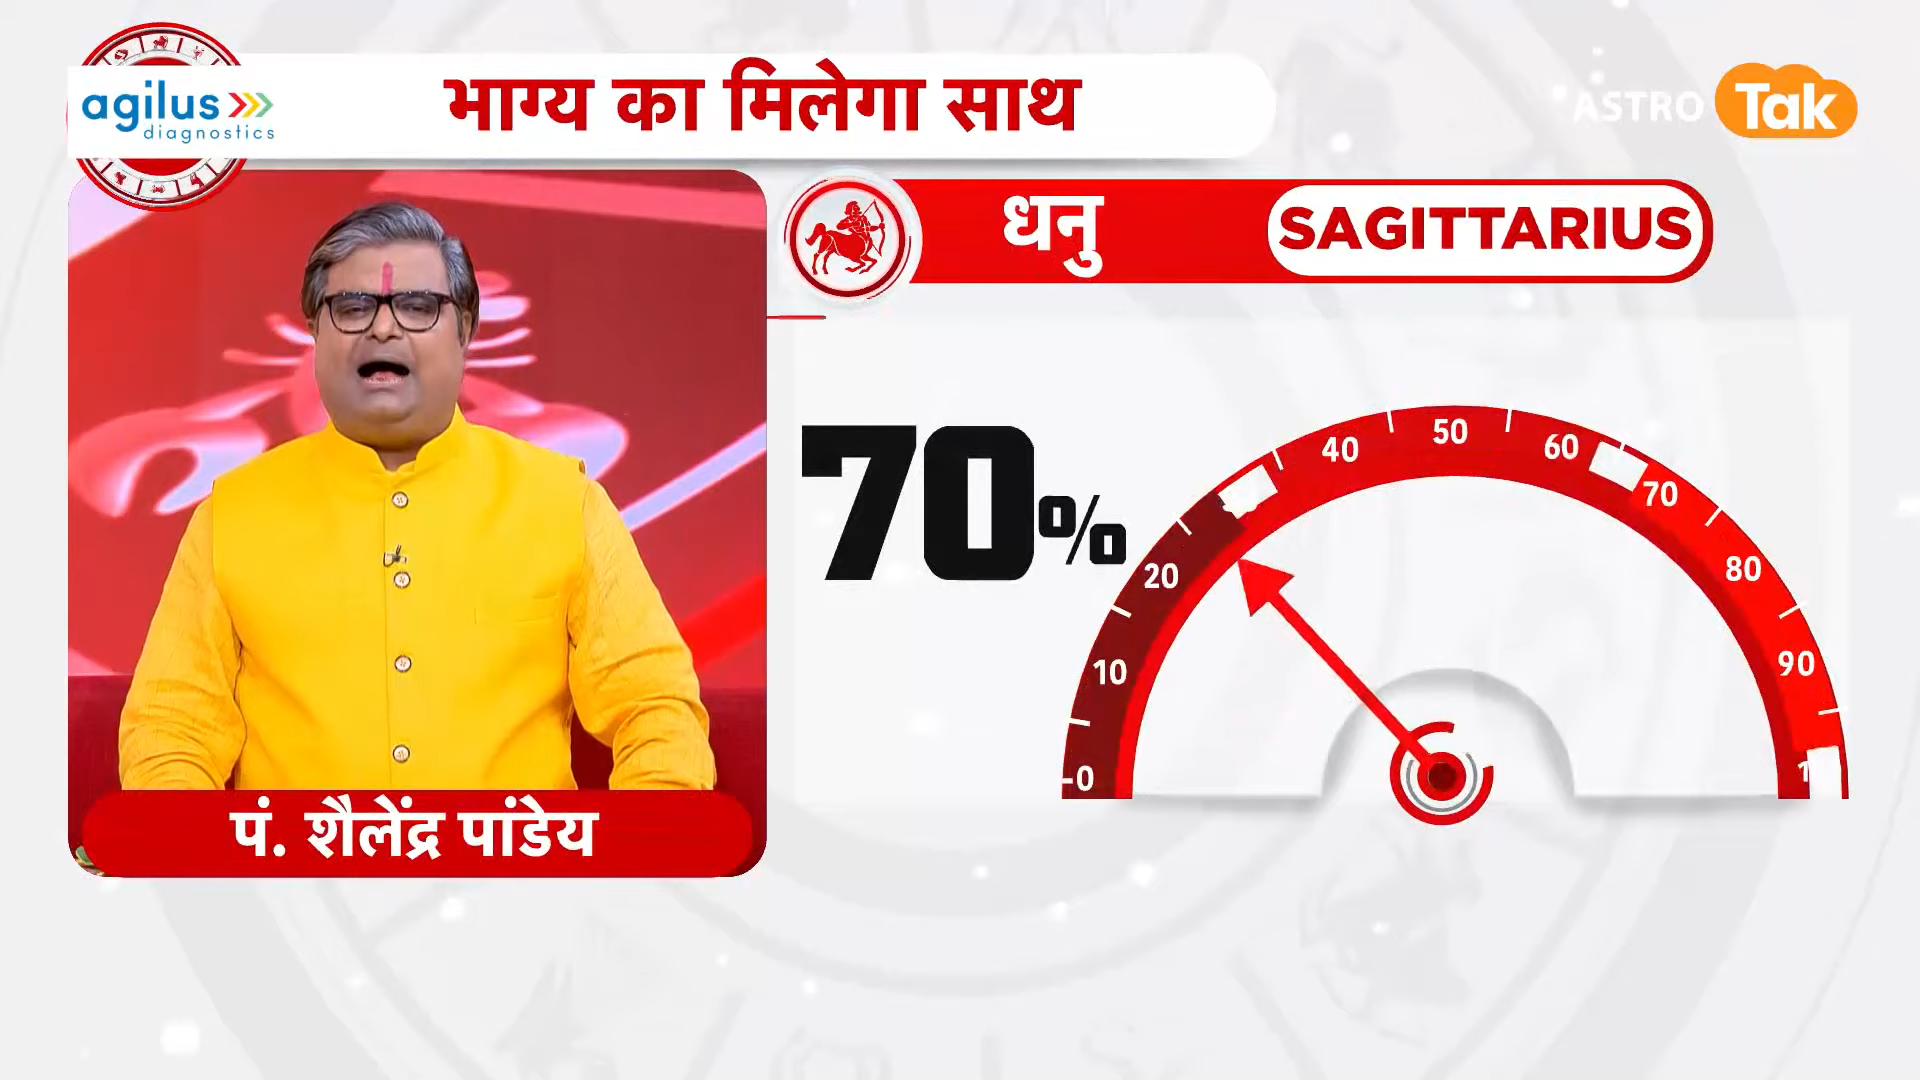 agilus
diagnostics
भाग्य का मिलेगा साथ
ASTRO Tak
धनु
SAGITTARIUS
70%
0
10
20
40
50
60
70
80
90
पं. शैलेंद्र पांडेय